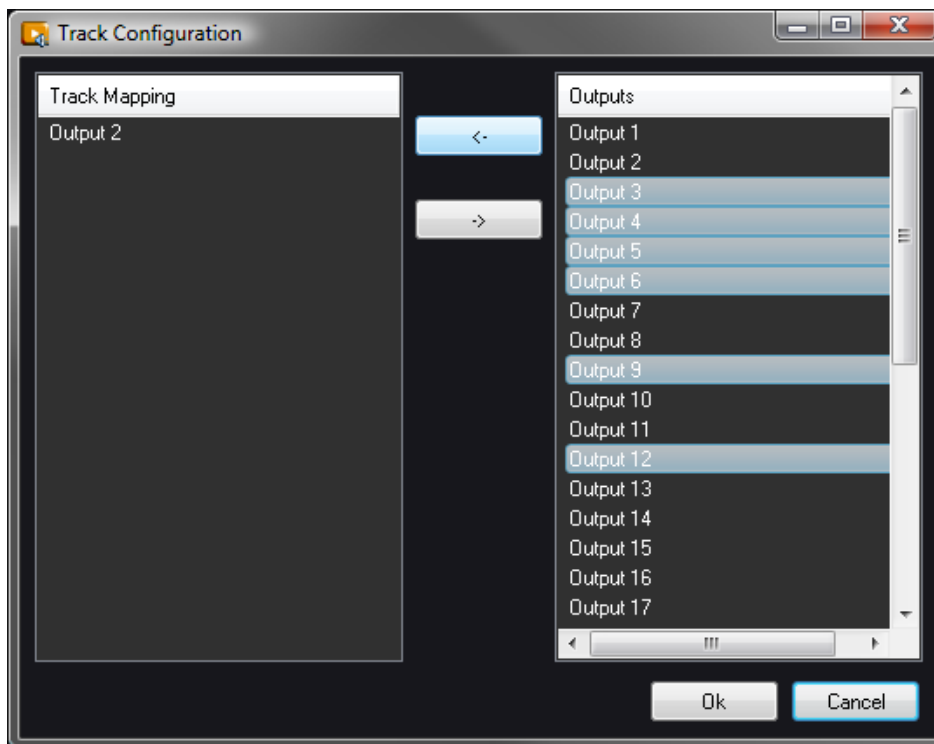 Track Configuration
Track Mapping
Output 2
<-
->
Outputs
Output 1
Output 2
Output 3
Output 4
Output 5
Output 6
Output 7
Output 8
Output 9
Output 10
Output 11
Output 12
Output 13
Output 14
Output 15
Output 16
Output 17
Ok
Cancel